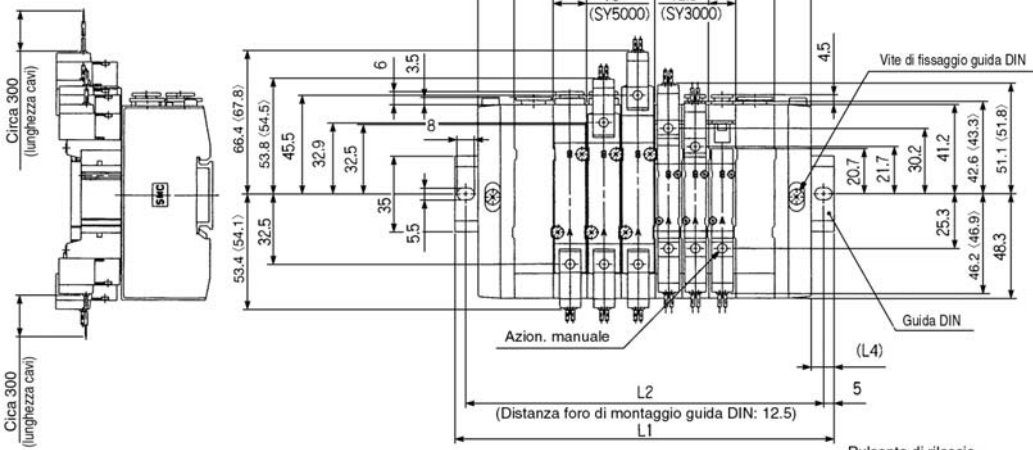 (SY5000) (SY3000)
Circa 300
(lunghezza cavi)
66.4 (67.8)
53.8 (54.5)
45.5
32.9
32.5
6
3.5
8
35
5.5
53.4 (54.1)
32.5
SMC
4.5
Vite di fissaggio guida DIN
20.7
21.7
30.2
41.2
42.6 (43.3)
51.1 (51.8)
25.3
46.2 (46.9)
48.3
B B B B B
A A A A A A
Azion. manuale
Guida DIN
(L4)
L2
5
(Distanza foro di montaggio guida DIN: 12.5)
L1
Cica 300
(lunghezza cavi)
Pulsante di rilascio